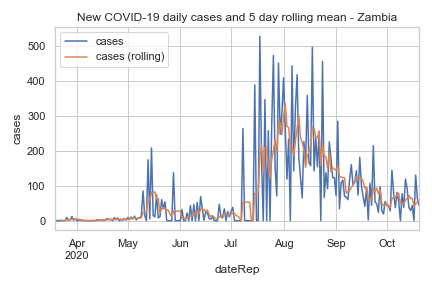 New COVID-19 daily cases and 5 day rolling mean - Zambia
cases
cases (rolling)
500
400
300
200
100
0
cases
Apr
2020
May
Jun
Jul
Aug
Sep
Oct
dateRep